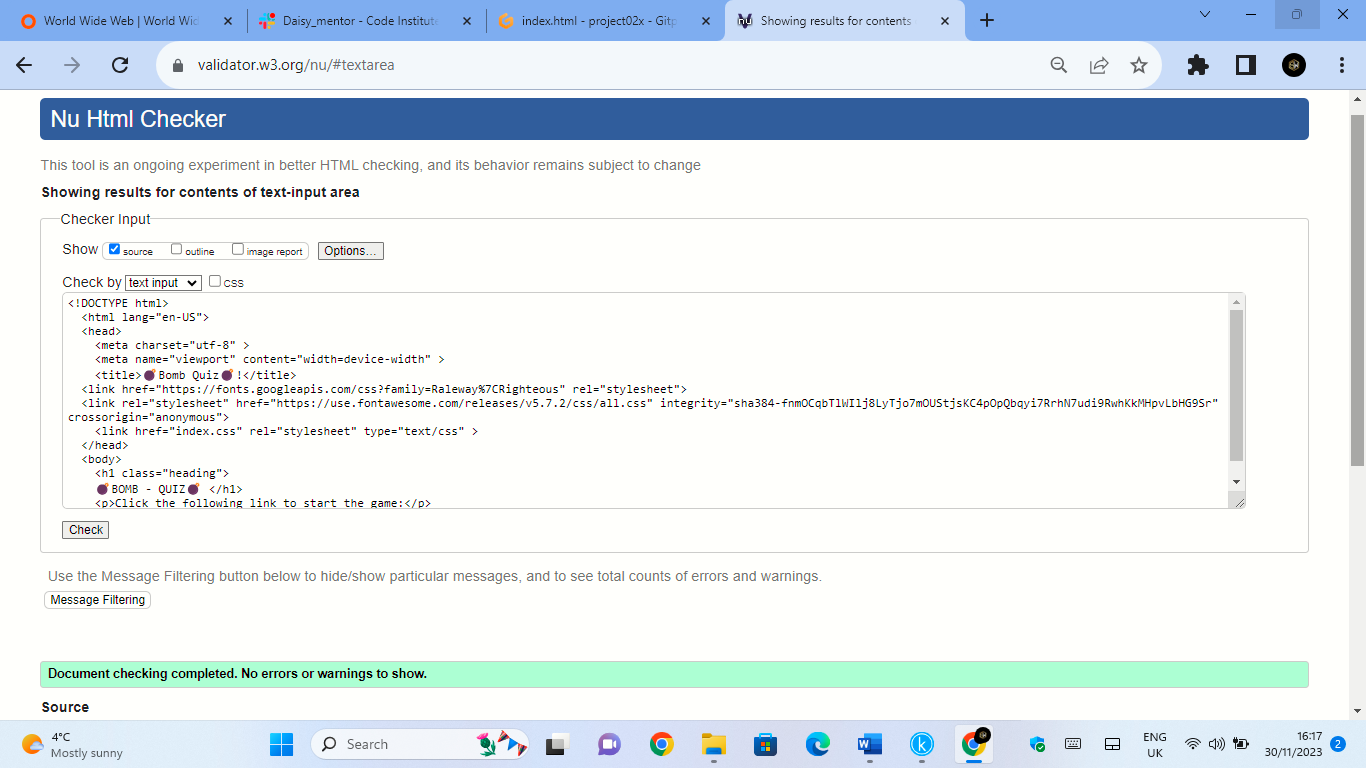 World Wide Web | World Wi
Daisy_mentor - Code Institute
index.html - project02x - Gitp
nu Showing results for contents
validator.w3.org/nu/#textarea
Nu Html Checker
This tool is an ongoing experiment in better HTML checking, and its behavior remains subject to change
Showing results for contents of text-input area
Checker Input
Show source outline image report Options...
Check by text input css
<!DOCTYPE html>
<html lang="en-US">
<head>
<meta charset="utf-8" >
<meta name="viewport" content="width=device-width" >
<title>💣Bomb Quiz💣!</title>
<link href="https://fonts.googleapis.com/css?family=Raleway%7CRighteous" rel="stylesheet">
<link rel="stylesheet" href="https://use.fontawesome.com/releases/v5.7.2/css/all.css" integrity="sha384-fnmOCqbTlWIlj8LyTjo7mOUStjsKC4pOpQbqyi7RrhN7udi9RwhKkMHpvLbHG9Sr"
crossorigin="anonymous">
<link href="index.css" rel="stylesheet" type="text/css" >
</head>
<body>
<h1 class="heading">
💣BOMB - QUIZ💣 </h1>
<p>Click the following link to start the game:</p>
Check
Use the Message Filtering button below to hide/show particular messages, and to see total counts of errors and warnings.
Message Filtering
Document checking completed. No errors or warnings to show.
Source
4°C
Mostly sunny
Search
ENG
UK
16:17
30/11/2023
2